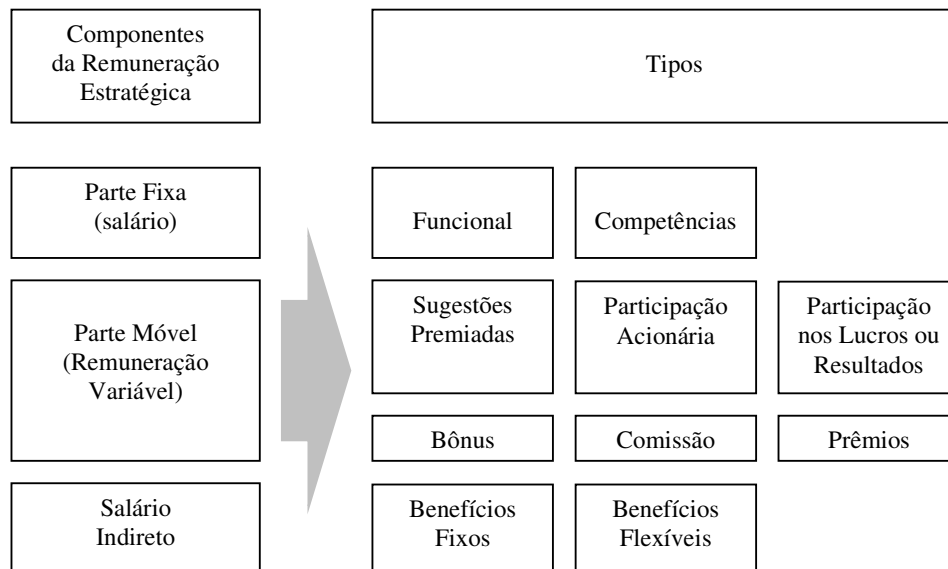 Componentes
da Remuneração
Estratégica
Tipos
Parte Fixa
(salário)
Funcional
Competências
Parte Móvel
(Remuneração
Variável)
Sugestões
Premiadas
Participação
Acionária
Participação
nos Lucros ou
Resultados
Bônus
Comissão
Prêmios
Salário
Indireto
Benefícios
Fixos
Benefícios
Flexíveis